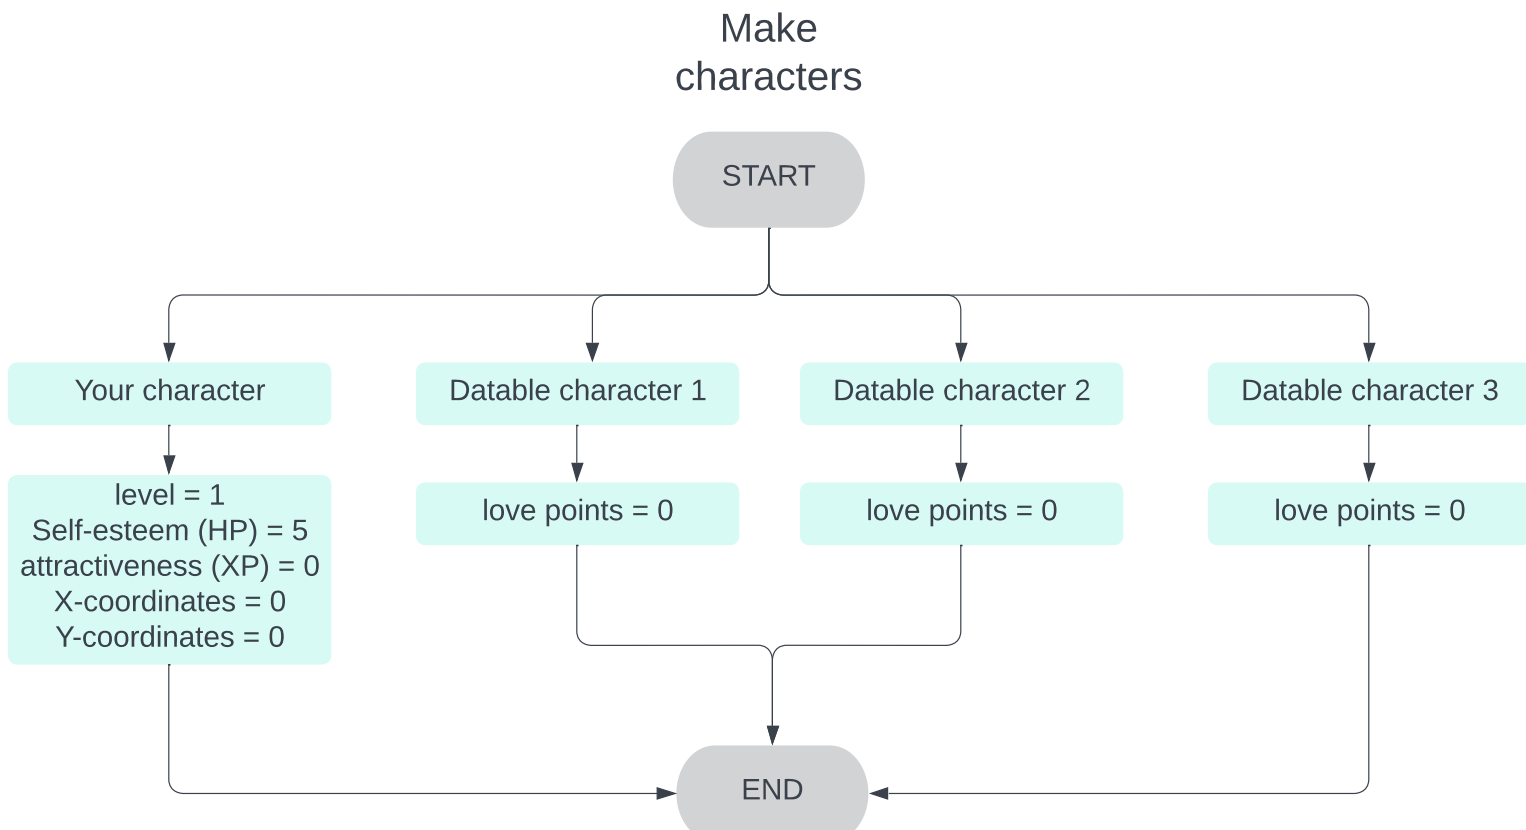 Make
characters
START
Your character
Datable character 1
Datable character 2
Datable character 3
level = 1
Self-esteem (HP) = 5
attractiveness (XP) = 0
X-coordinates = 0
Y-coordinates = 0
love points = 0
love points = 0
love points = 0
END